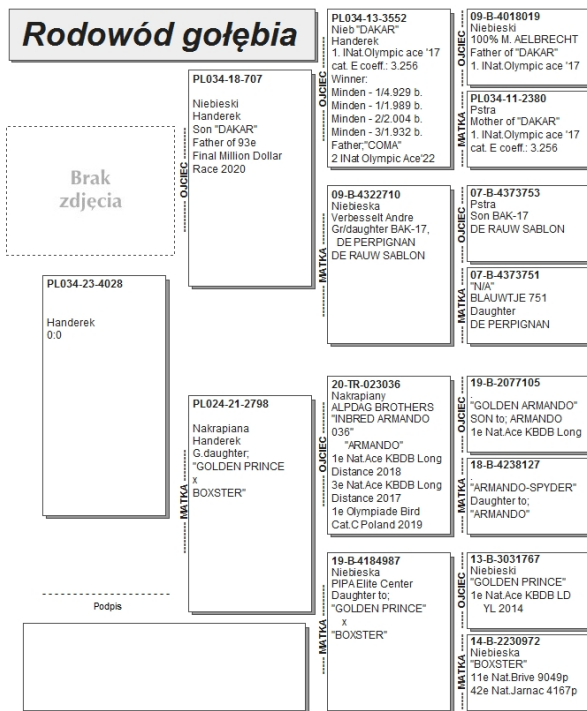 Rodowód gołębia
Brak
zdjęcia
PL034-23-4028
Handerek
0:0
Podpis
OJCIEC
PL034-18-707
Niebieski
Handerek
Son "DAKAR"
Father of 93e
Final Million Dollar
Race 2020
MATKA
PL024-21-2798
Nakrapiana
Handerek
G.daughter;
"GOLDEN PRINCE
x
BOXSTER"
OJCIEC
PL034-13-3552
Nieb "DAKAR"
Handerek
1. INat.Olympic ace '17
cat. E coeff.: 3.256
Winner:
Minden - 1/4.929 b.
Minden - 1/1.989 b.
Minden - 2/2.004 b.
Minden - 3/1.932 b.
Father;"COMA"
2 INat Olympic Ace'22
MATKA
09-B-4322710
Niebieska
Verbesselt Andre
Gr/daughter BAK-17,
DE PERPIGNAN
DE RAUW SABLON
OJCIEC
20-TR-023036
Nakrapiany
ALPDAG BROTHERS
"INBRED ARMANDO
036"
"ARMANDO"
1e Nat.Ace KBDB Long
Distance 2018
3e Nat.Ace KBDB Long
Distance 2017
1e Olympiade Bird
Cat.C Poland 2019
MATKA
19-B-4184987
Niebieska
PIPA Elite Center
Daughter to;
"GOLDEN PRINCE"
x
"BOXSTER"
OJCIEC
09-B-4018019
Niebieski
100% M. AELBRECHT
Father of "DAKAR"
1. INat.Olympic ace '17
MATKA
PL034-11-2380
Pstra
Mother of "DAKAR"
1. INat.Olympic ace '17
cat. E coeff.: 3.256
OJCIEC
07-B-4373753
Pstra
Son BAK-17
DE RAUW SABLON
MATKA
07-B-4373751
"N/A"
BLAUWTJE 751
Daughter
DE PERPIGNAN
OJCIEC
19-B-2077105
.
"GOLDEN ARMANDO"
SON to; ARMANDO
1e Nat.Ace KBDB Long
MATKA
18-B-4238127
.
"ARMANDO-SPYDER"
Daughter to;
"ARMANDO"
OJCIEC
13-B-3031767
Niebieski
"GOLDEN PRINCE"
1e Nat.Ace KBDB LD
YL 2014
MATKA
14-B-2230972
Niebieska
"BOXSTER"
11e Nat.Brive 9049p
42e Nat.Jarnac 4167p